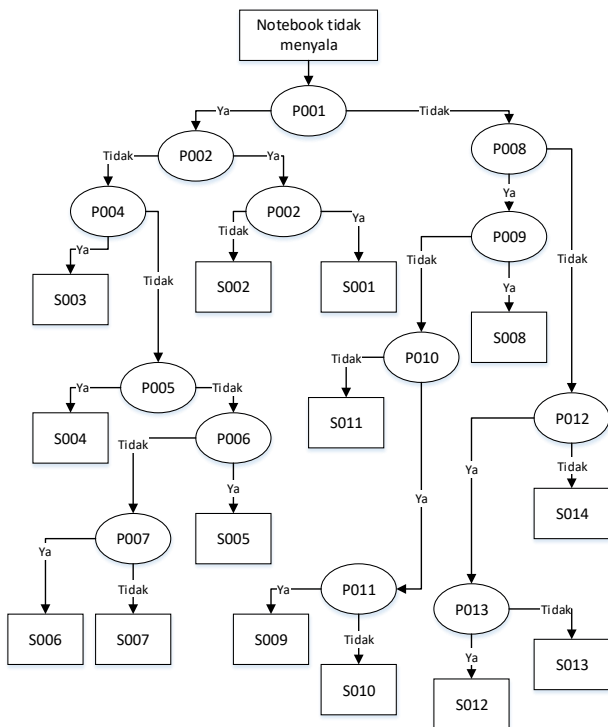 Notebook tidak
menyala
P001
Ya
Tidak
P002
P008
Tidak
Ya
Ya
P004
P002
P009
Ya
Tidak
Ya
Tidak
Tidak
Ya
Tidak
S003
S002
S001
S008
P010
P005
Tidak
Ya
Tidak
S004
P006
S011
P012
Tidak
Ya
Ya
Ya
Tidak
S005
S014
P007
Ya
Tidak
P011
P013
Ya
Tidak
S006
S007
S009
Tidak
Ya
S013
S010
S012